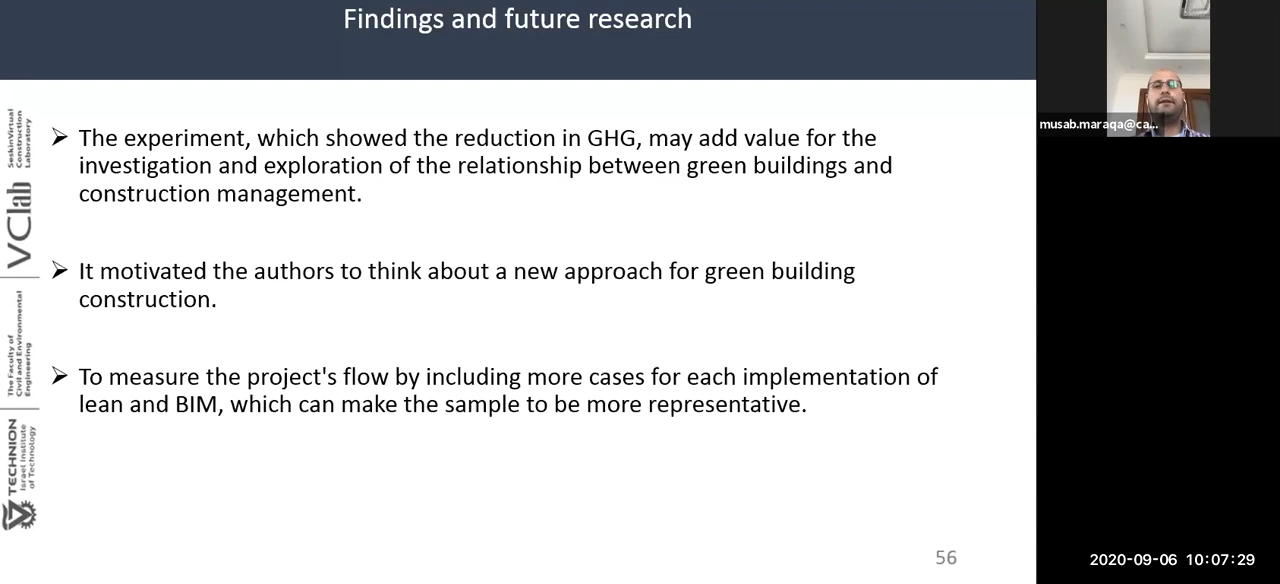 Findings and future research
➤ The experiment, which showed the reduction in GHG, may add value for the
investigation and exploration of the relationship between green buildings and
construction management.
➤ It motivated the authors to think about a new approach for green building
construction.
➤ To measure the project's flow by including more cases for each implementation of
lean and BIM, which can make the sample to be more representative.
56
VClab
Seskin Virtual
Construction
Laboratory
The Faculty of
Civil and Environmental
Engineering
TECHNION
Israel Institute
of Technology
musab.maraqa@ca...
2020-09-06 10:07:29